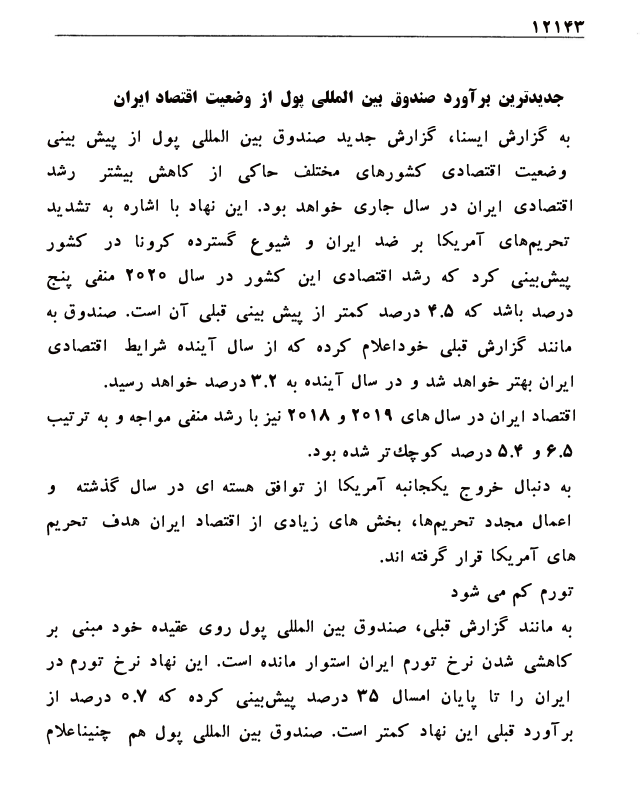 ۱۲۱۴۳
جدیدترین برآورد صندوق بین المللی پول از وضعیت اقتصاد ایران
به گزارش ایسنا، گزارش جدید صندوق بین المللی پول از پیش بینی
وضعیت اقتصادی کشورهای مختلف حاکی از کاهش بیشتر رشد
اقتصادی ایران در سال جاری خواهد بود. این نهاد با اشاره به تشدید
تحریم‌های آمریکا بر ضد ایران و شیوع گسترده کرونا در کشور
پیش‌بینی کرد که رشد اقتصادی این کشور در سال ۲۰۲۰ منفی پنج
درصد باشد که ۴.۵ درصد کمتر از پیش بینی قبلی آن است. صندوق به
مانند گزارش قبلی خوداعلام کرده که از سال آینده شرایط اقتصادی
ایران بهتر خواهد شد و در سال آینده به ۳.۲ درصد خواهد رسید.
اقتصاد ایران در سال های ۲۰۱۹ و ۲۰۱۸ نیز با رشد منفی مواجه و به ترتیب
۶.۵ و ۵.۴ درصد کوچک‌تر شده بود.
به دنبال خروج یکجانبه آمریکا از توافق هسته ای در سال گذشته و
اعمال مجدد تحریم‌ها، بخش های زیادی از اقتصاد ایران هدف تحریم
های آمریکا قرار گرفته اند.
تورم کم می شود
به مانند گزارش قبلی، صندوق بین المللی پول روی عقیده خود مبنی بر
کاهشی شدن نرخ تورم ایران استوار مانده است. این نهاد نرخ تورم در
ایران را تا پایان امسال ۳۵ درصد پیش‌بینی کرده که ۰.۷ درصد از
برآورد قبلی این نهاد کمتر است. صندوق بین المللی پول هم چنیناعلام